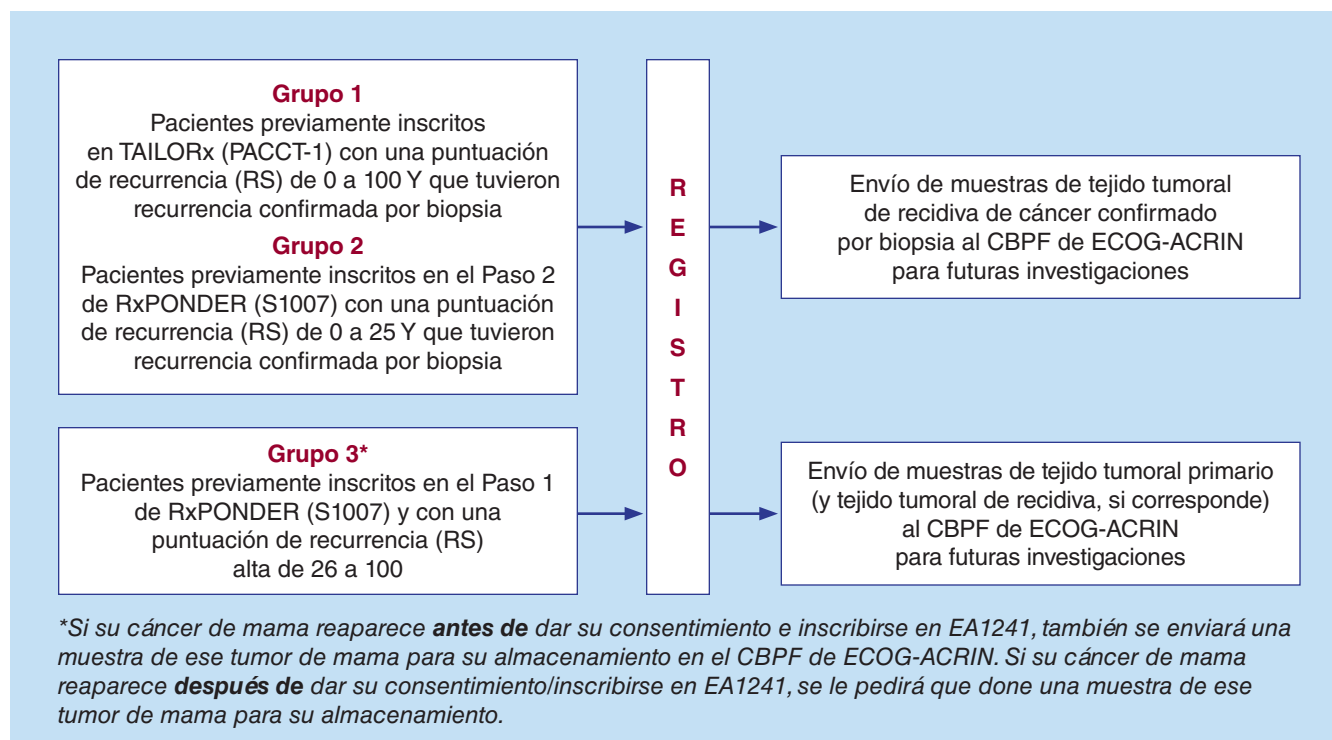 Grupo 1
Pacientes previamente inscritos
en TAILORx (PACCT-1) con una puntuación
de recurrencia (RS) de 0 a 100 Y que tuvieron
recurrencia confirmada por biopsia
Grupo 2
Pacientes previamente inscritos en el Paso 2
de RxPONDER (S1007) con una puntuación
de recurrencia (RS) de 0 a 25 Y que tuvieron
recurrencia confirmada por biopsia
Grupo 3*
Pacientes previamente inscritos en el Paso 1
de RxPONDER (S1007) y con una
puntuación de recurrencia (RS)
alta de 26 a 100
R
E
G
I
S
T
R
O
Envío de muestras de tejido tumoral
de recidiva de cáncer confirmado
por biopsia al CBPF de ECOG-ACRIN
para futuras investigaciones
Envío de muestras de tejido tumoral primario
(y tejido tumoral de recidiva, si corresponde)
al CBPF de ECOG-ACRIN
para futuras investigaciones
*Si su cáncer de mama reaparece antes de dar su consentimiento e inscribirse en EA1241, también se enviará una
muestra de ese tumor de mama para su almacenamiento en el CBPF de ECOG-ACRIN. Si su cáncer de mama
reaparece después de dar su consentimiento/inscribirse en EA1241, se le pedirá que done una muestra de ese
tumor de mama para su almacenamiento.